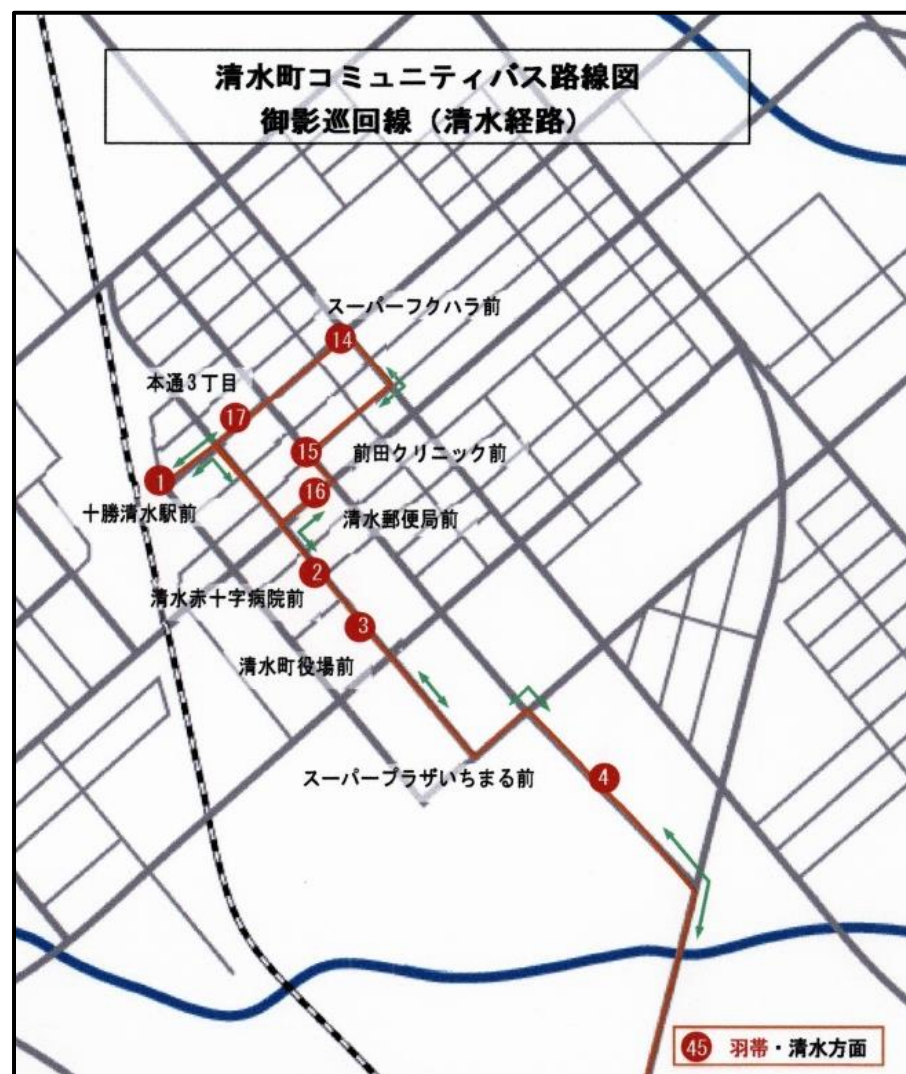 清水町コミュニティバス路線図
御影巡回線（清水経路）
スーパーフクハラ前
14
本通3丁目
17
15
前田クリニック前
1
16
十勝清水駅前
清水郵便局前
2
清水赤十字病院前
3
清水町役場前
スーパープラザいちまる前
4
45 羽帯・清水方面